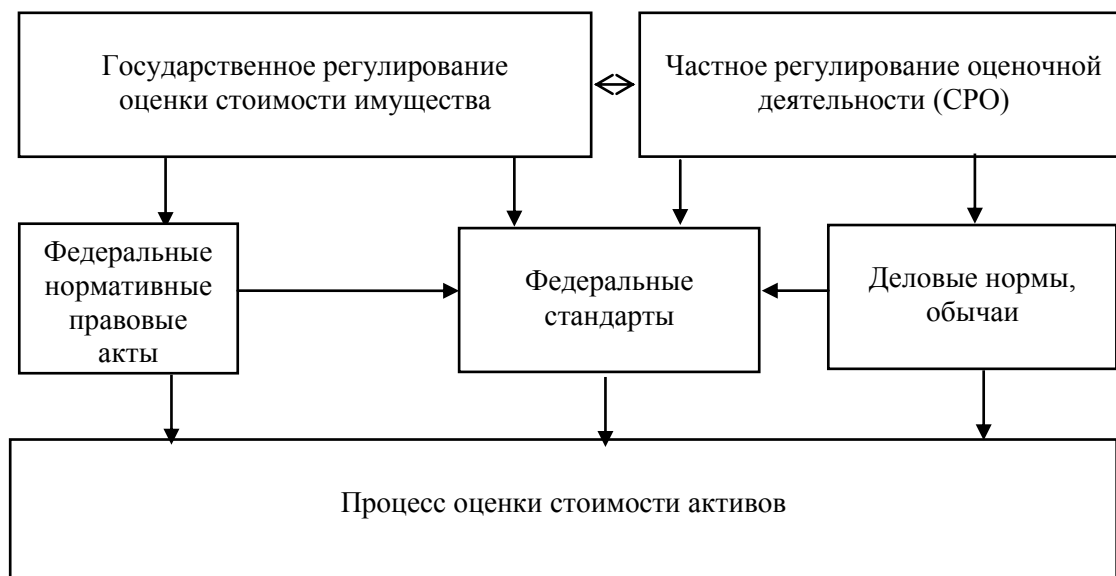 Государственное регулирование
оценки стоимости имущества
Частное регулирование оценочной
деятельности (СРО)
Федеральные
нормативные
правовые
акты
Федеральные
стандарты
Деловые нормы,
обычаи
Процесс оценки стоимости активов